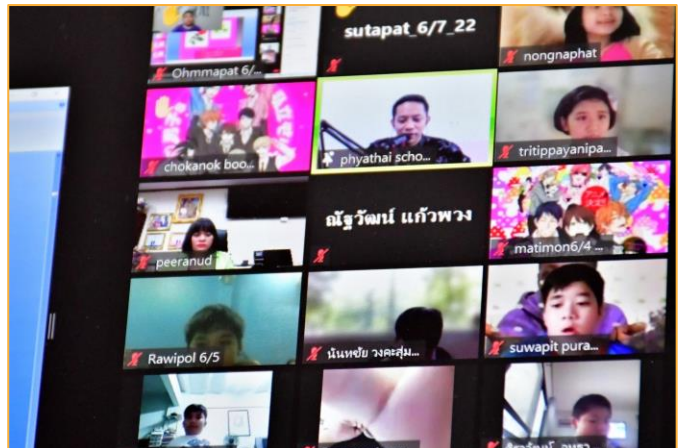 Ohmmapat 6/...
sutapat_6/7_22
nongnaphat
chokanok boo...
phyathai scho...
tritippayanipa...
peeranud
ณัฐวัฒน์ แก้วพวง
matimon6/4 ...
Rawipol 6/5
นันทชัย วงคะสุ่ม...
suwapit pura...